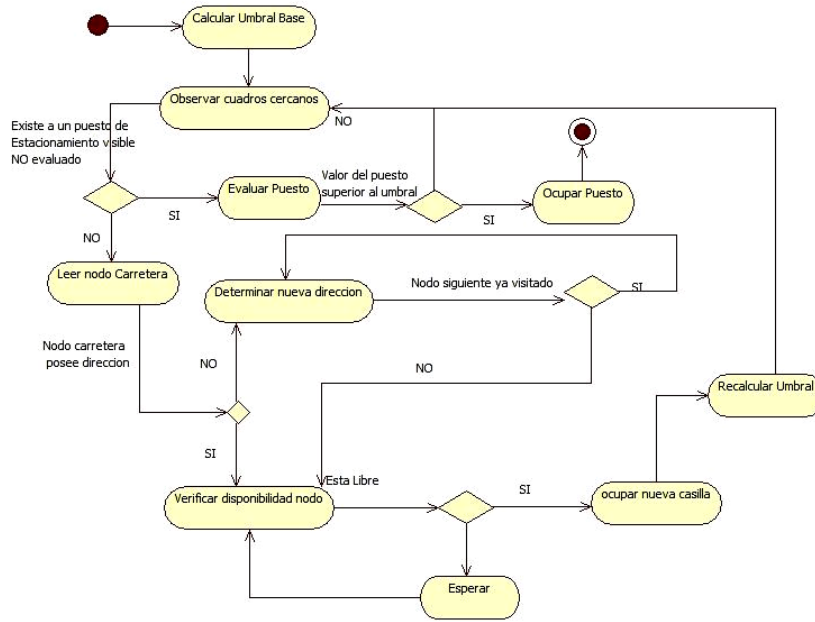 Calcular Umbral Base
Observar cuadros cercanos
NO
Existe a un puesto de
Estacionamiento visible
NO evaluado
SI
Evaluar Puesto
Valor del puesto
superior al umbral
SI
Ocupar Puesto
NO
Leer nodo Carretera
Determinar nueva direccion
Nodo siguiente ya visitado
SI
Nodo carretera
posee direccion
NO
NO
Recalcular Umbral
SI
Verificar disponibilidad nodo
Esta Libre
SI
ocupar nueva casilla
Esperar